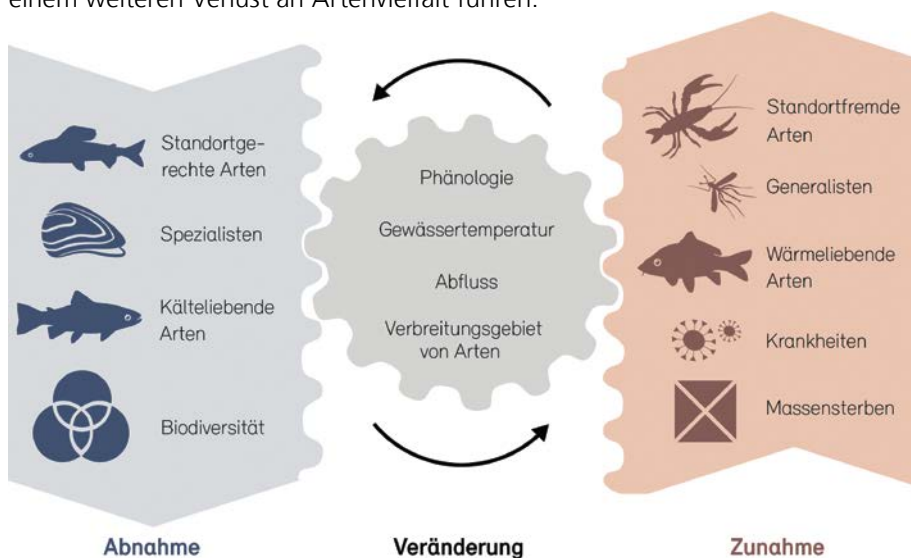 einem weiteren Verlust an Artenvielfalt führen.
Standortge-
rechte Arten
Spezialisten
Kälteliebende
Arten
Biodiversität
Phänologie
Gewässertemperatur
Abfluss
Verbreitungsgebiet
von Arten
Standortfremde
Arten
Generalisten
Wärmeliebende
Arten
Krankheiten
Massensterben
Abnahme
Veränderung
Zunahme